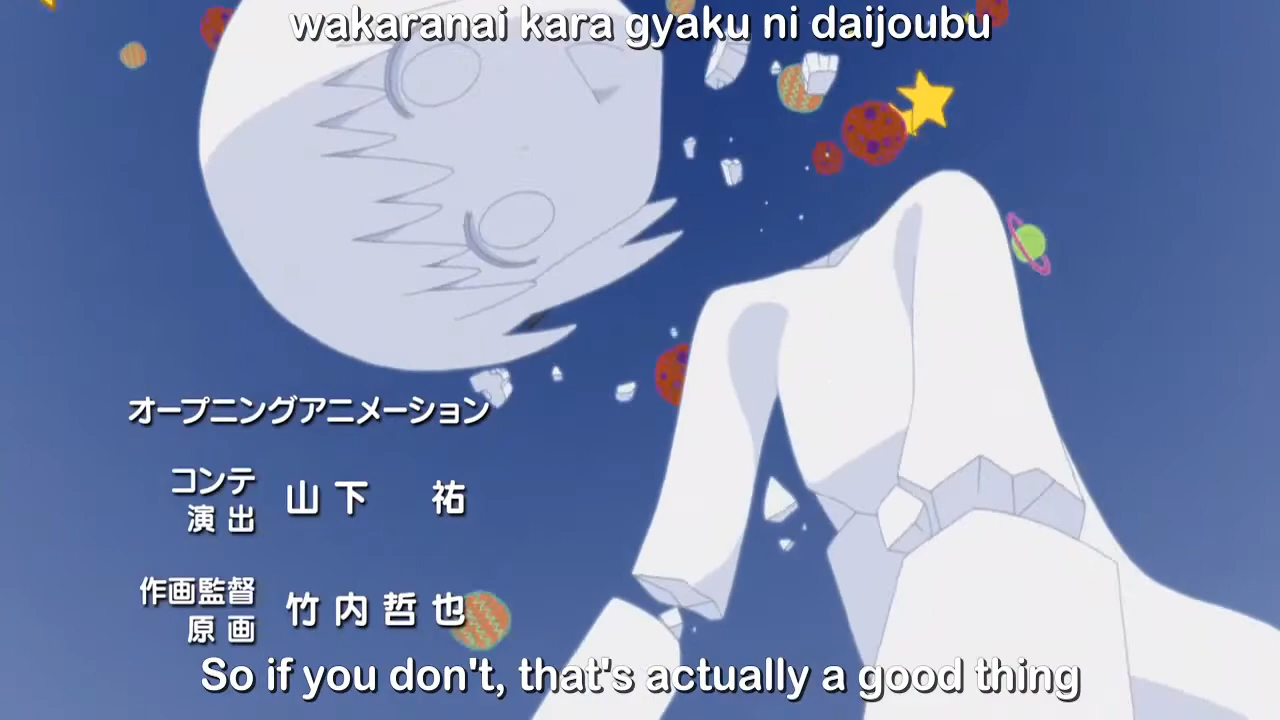 wakaranai kara gyaku ni daijoubu
オープニングアニメーション
コンテ
演出 山下 祐
作画監督
原画 竹内哲也
So if you don't, that's actually a good thing